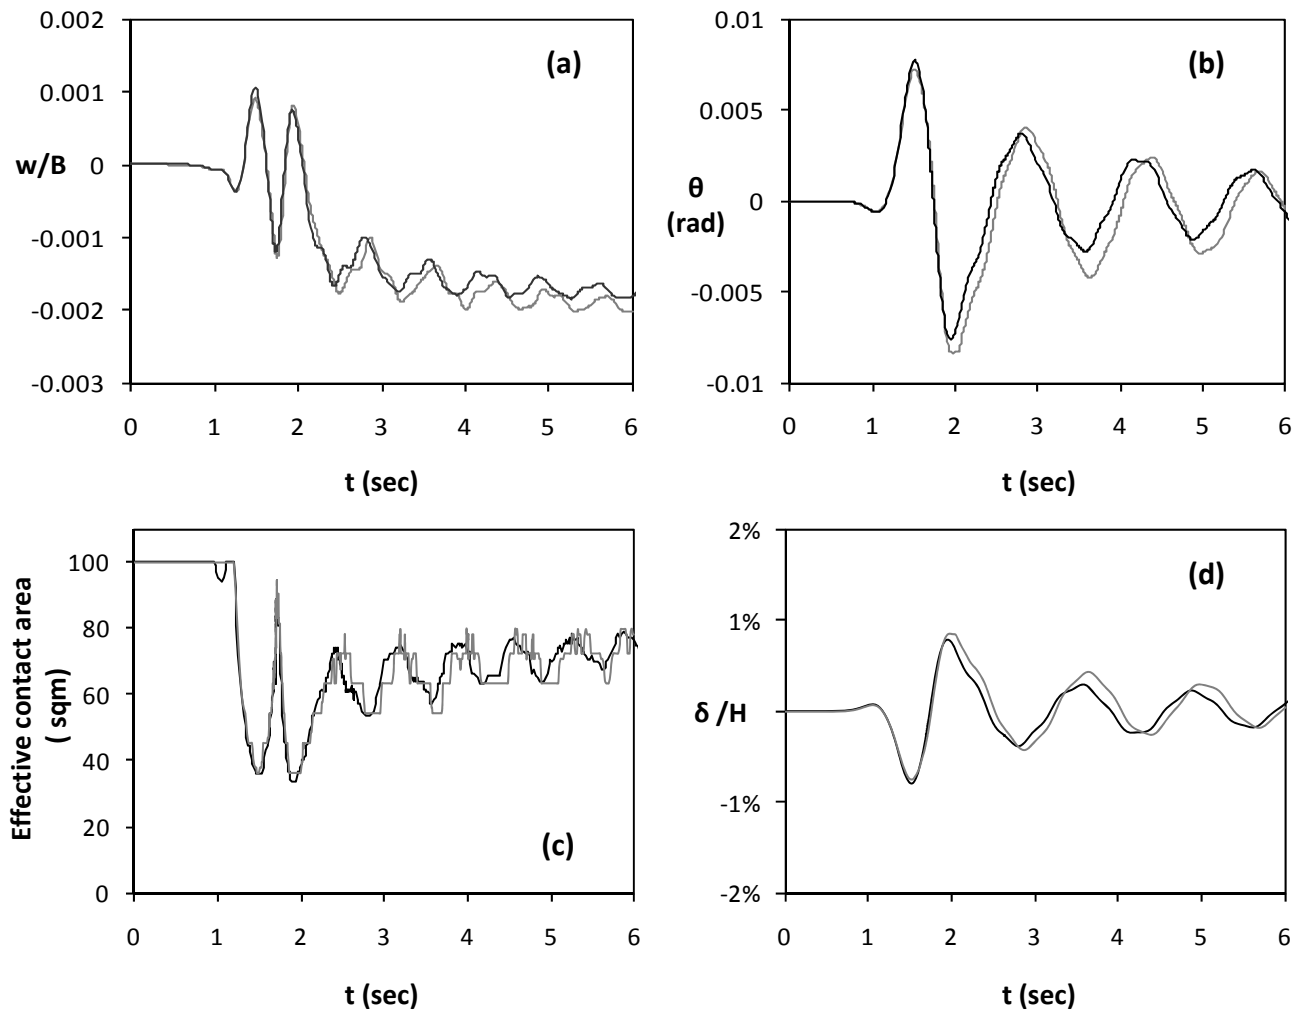 0.002
(a)
0.001
w/B
0
-0.001
-0.002
-0.003
0 1 2 3 4 5 6
t (sec)
0.01
(b)
0.005
θ
(rad)
0
-0.005
-0.01
0 1 2 3 4 5 6
t (sec)
Effective contact area
( sqm)
100
80
60
40
20
0
(c)
0 1 2 3 4 5 6
t (sec)
2%
(d)
1%
δ /H
0
-1%
-2%
0 1 2 3 4 5 6
t (sec)